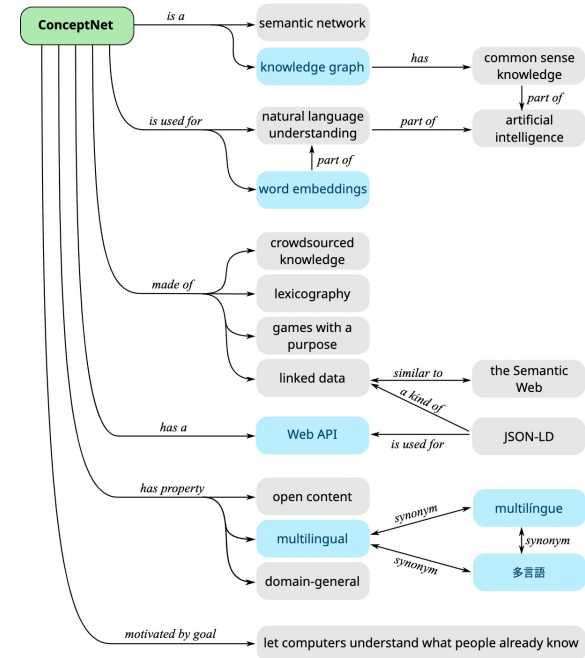 ConceptNet
is a
semantic network
knowledge graph
has
common sense
knowledge
part of
is used for
natural language
understanding
part of
artificial
intelligence
part of
word embeddings
crowdsourced
knowledge
made of
lexicography
games with a
purpose
linked data
similar to
the Semantic
Web
a kind of
has a
Web API
is used for
JSON-LD
has property
open content
synonym
multilíngue
multilingual
synonym
synonym
多言語
domain-general
motivated by goal
let computers understand what people already know